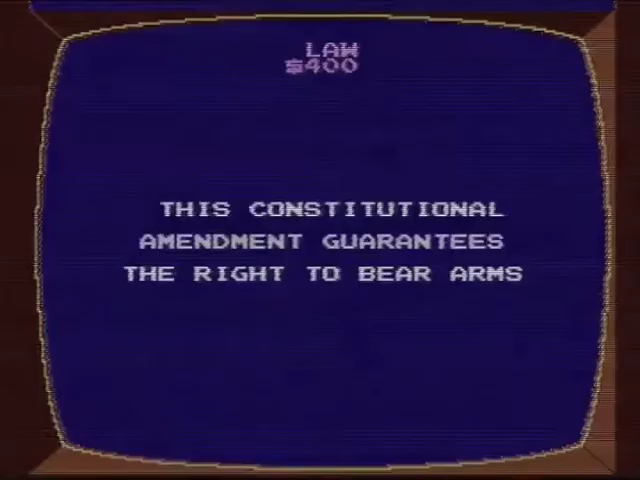 LAW
$400
THIS CONSTITUTIONAL
AMENDMENT GUARANTEES
THE RIGHT TO BEAR ARMS